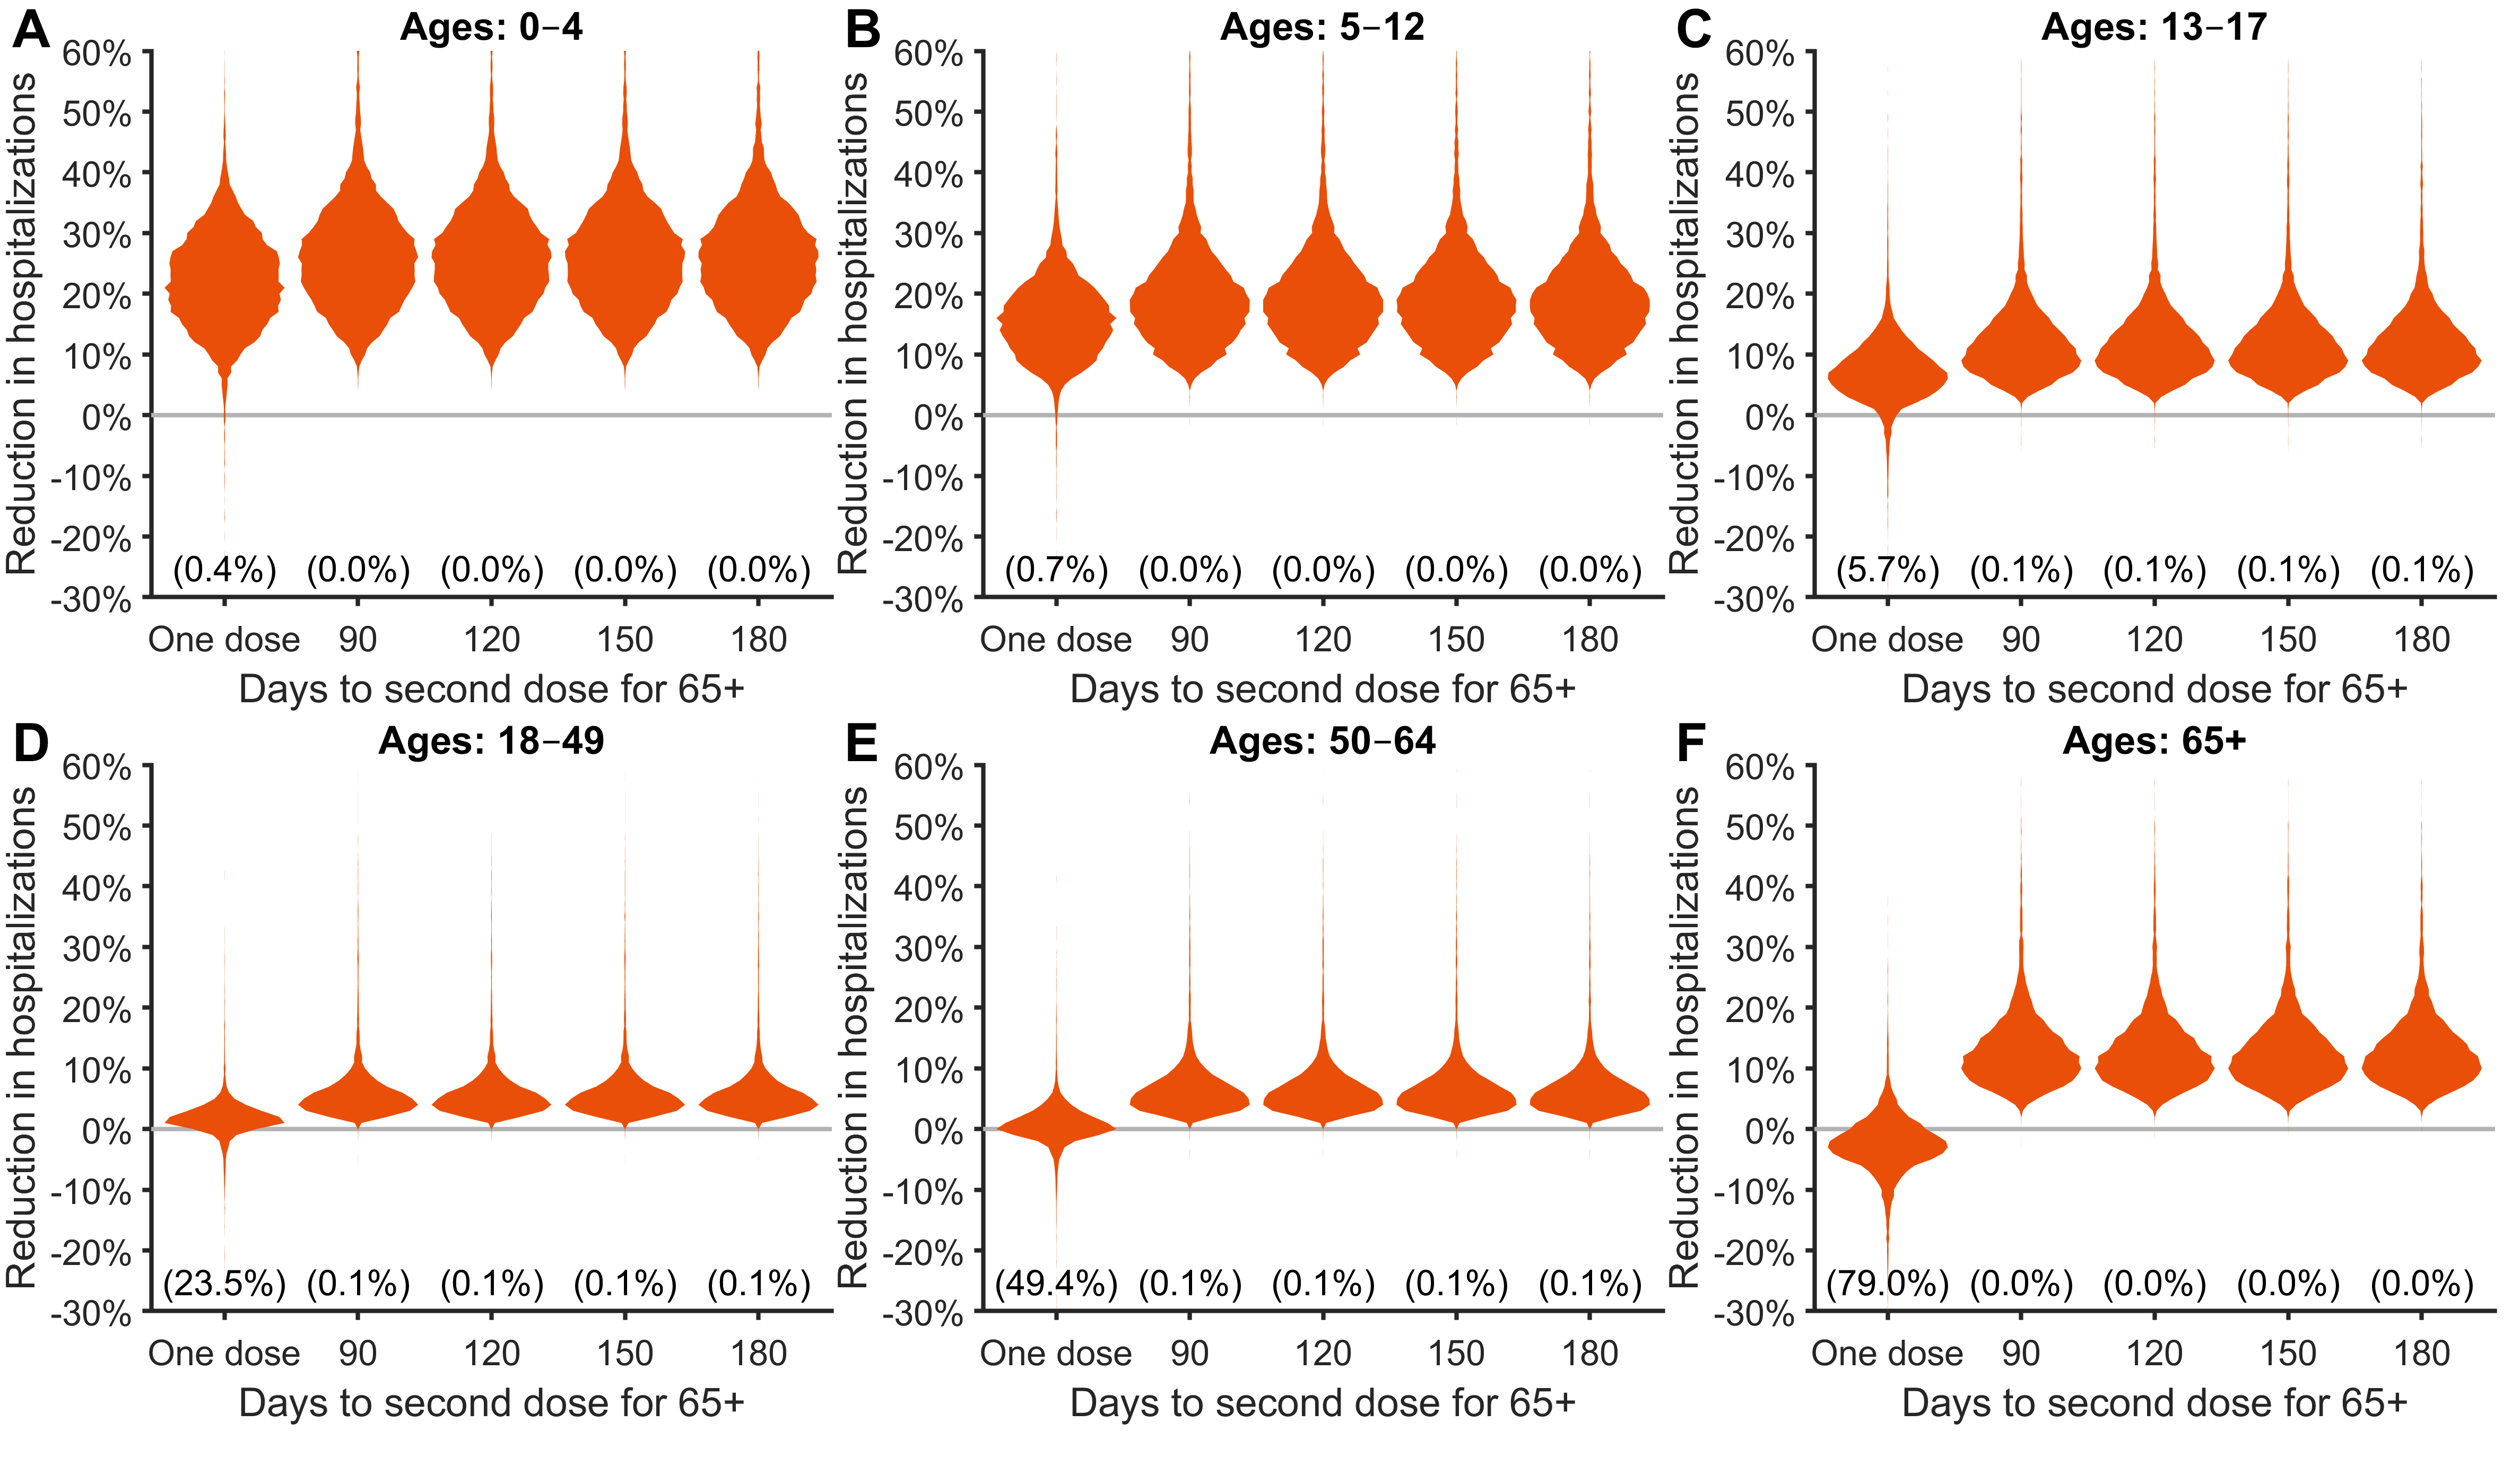 A Ages: 0–4
Reduction in hospitalizations
60%
50%
40%
30%
20%
10%
0%
-10%
-20%
-30%
(0.4%) (0.0%) (0.0%) (0.0%) (0.0%)
One dose 90 120 150 180
Days to second dose for 65+
B Ages: 5–12
Reduction in hospitalizations
60%
50%
40%
30%
20%
10%
0%
-10%
-20%
-30%
(0.7%) (0.0%) (0.0%) (0.0%) (0.0%)
One dose 90 120 150 180
Days to second dose for 65+
C Ages: 13–17
Reduction in hospitalizations
60%
50%
40%
30%
20%
10%
0%
-10%
-20%
-30%
(5.7%) (0.1%) (0.1%) (0.1%) (0.1%)
One dose 90 120 150 180
Days to second dose for 65+
D Ages: 18–49
Reduction in hospitalizations
60%
50%
40%
30%
20%
10%
0%
-10%
-20%
-30%
(23.5%) (0.1%) (0.1%) (0.1%) (0.1%)
One dose 90 120 150 180
Days to second dose for 65+
E Ages: 50–64
Reduction in hospitalizations
60%
50%
40%
30%
20%
10%
0%
-10%
-20%
-30%
(49.4%) (0.1%) (0.1%) (0.1%) (0.1%)
One dose 90 120 150 180
Days to second dose for 65+
F Ages: 65+
Reduction in hospitalizations
60%
50%
40%
30%
20%
10%
0%
-10%
-20%
-30%
(79.0%) (0.0%) (0.0%) (0.0%) (0.0%)
One dose 90 120 150 180
Days to second dose for 65+